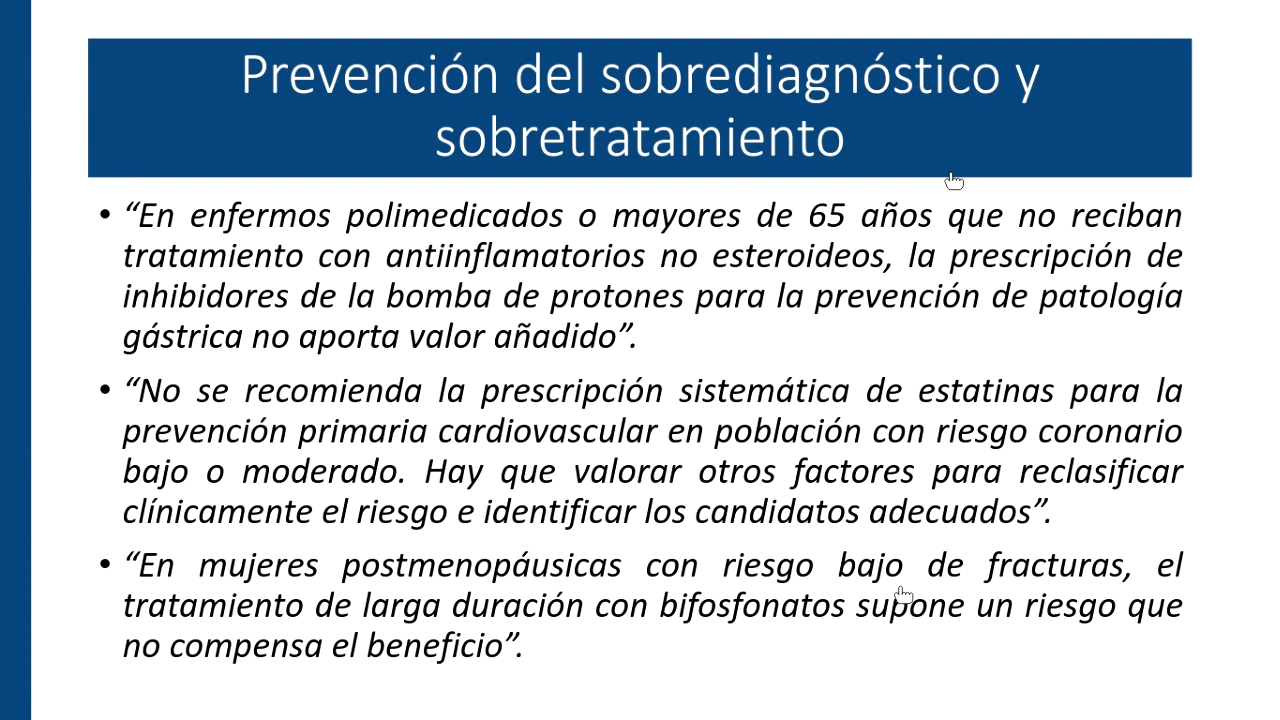 Prevención del sobrediagnóstico y
sobretratamiento
• “En enfermos polimedicados o mayores de 65 años que no reciban
tratamiento con antiinflamatorios no esteroideos, la prescripción de
inhibidores de la bomba de protones para la prevención de patología
gástrica no aporta valor añadido”.
• “No se recomienda la prescripción sistemática de estatinas para la
prevención primaria cardiovascular en población con riesgo coronario
bajo o moderado. Hay que valorar otros factores para reclasificar
clínicamente el riesgo e identificar los candidatos adecuados”.
• “En mujeres postmenopáusicas con riesgo bajo de fracturas, el
tratamiento de larga duración con bifosfonatos supone un riesgo que
no compensa el beneficio”.